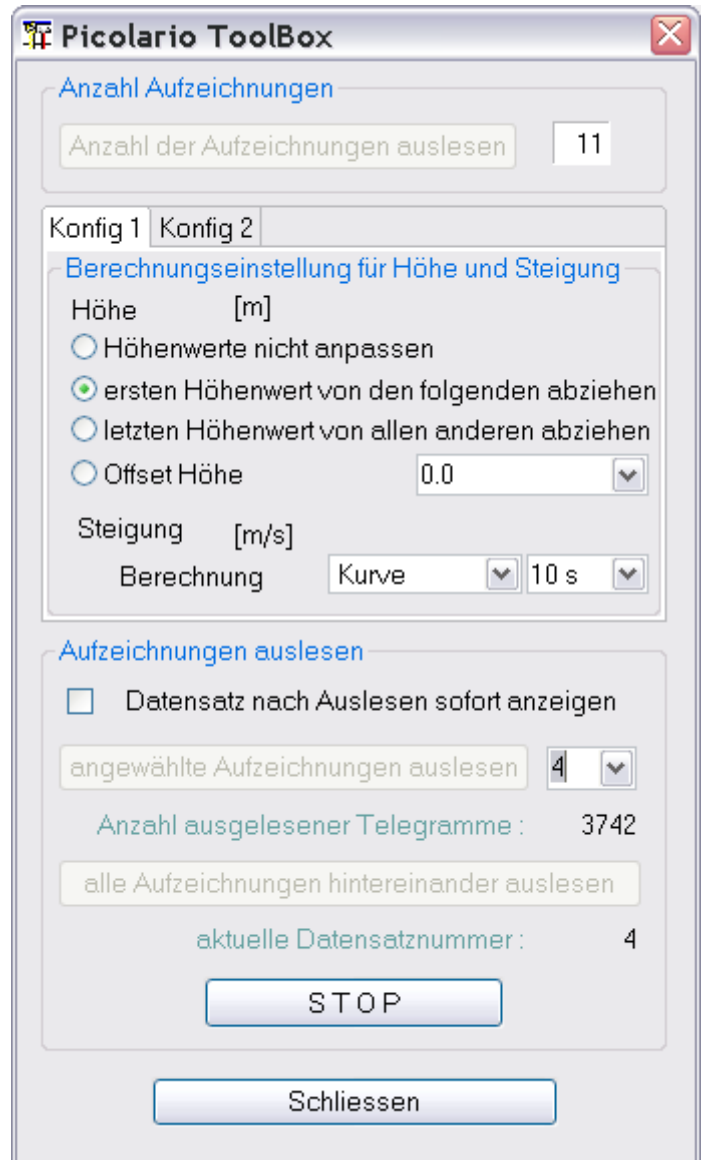 Picolario ToolBox
Anzahl Aufzeichnungen
Anzahl der Aufzeichnungen auslesen 11
Konfig 1 Konfig 2
Berechnungseinstellung für Höhe und Steigung
Höhe [m]
Höhenwerte nicht anpassen
ersten Höhenwert von den folgenden abziehen
letzten Höhenwert von allen anderen abziehen
Offset Höhe 0.0
Steigung [m/s]
Berechnung Kurve 10 s
Aufzeichnungen auslesen
Datensatz nach Auslesen sofort anzeigen
angewählte Aufzeichnungen auslesen 4
Anzahl ausgelesener Telegramme : 3742
alle Aufzeichnungen hintereinander auslesen
aktuelle Datensatznummer : 4
S T O P
Schliessen